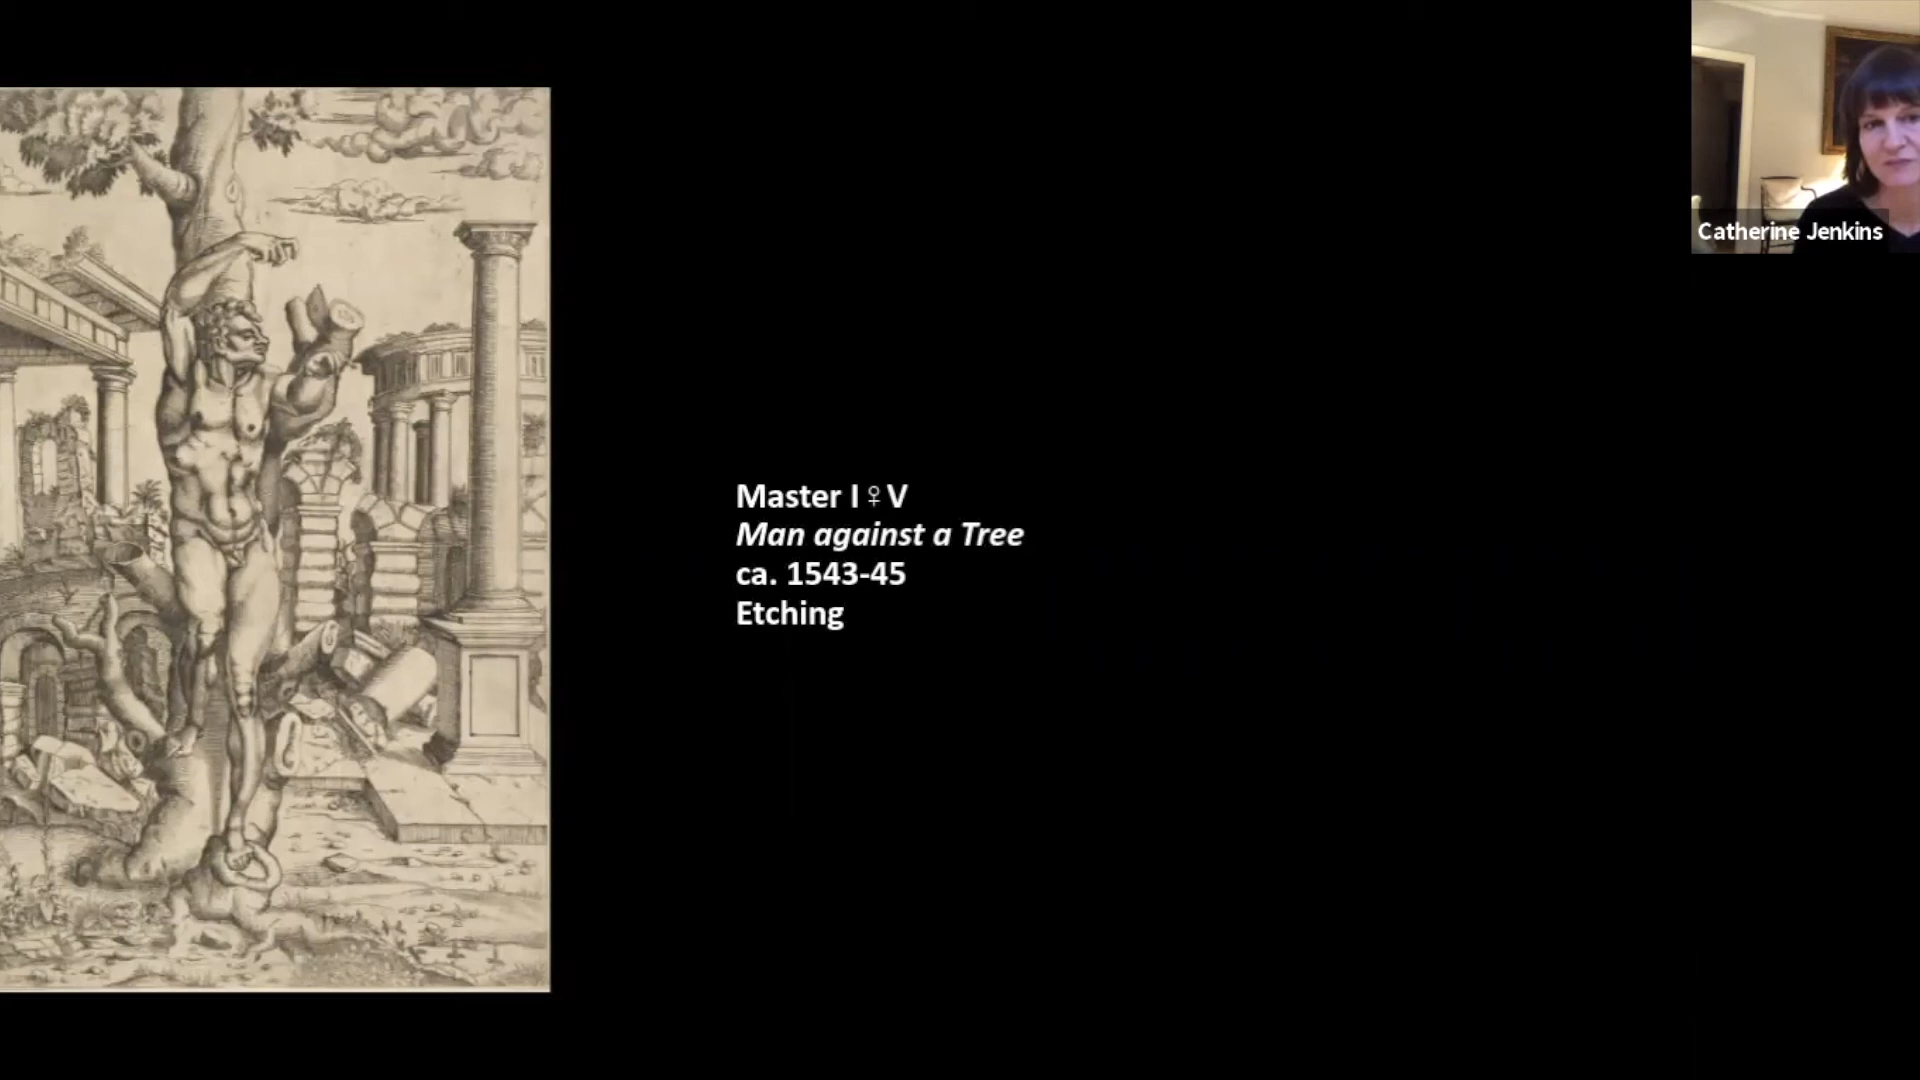 Master I♀V
Man against a Tree
ca. 1543-45
Etching
Catherine Jenkins